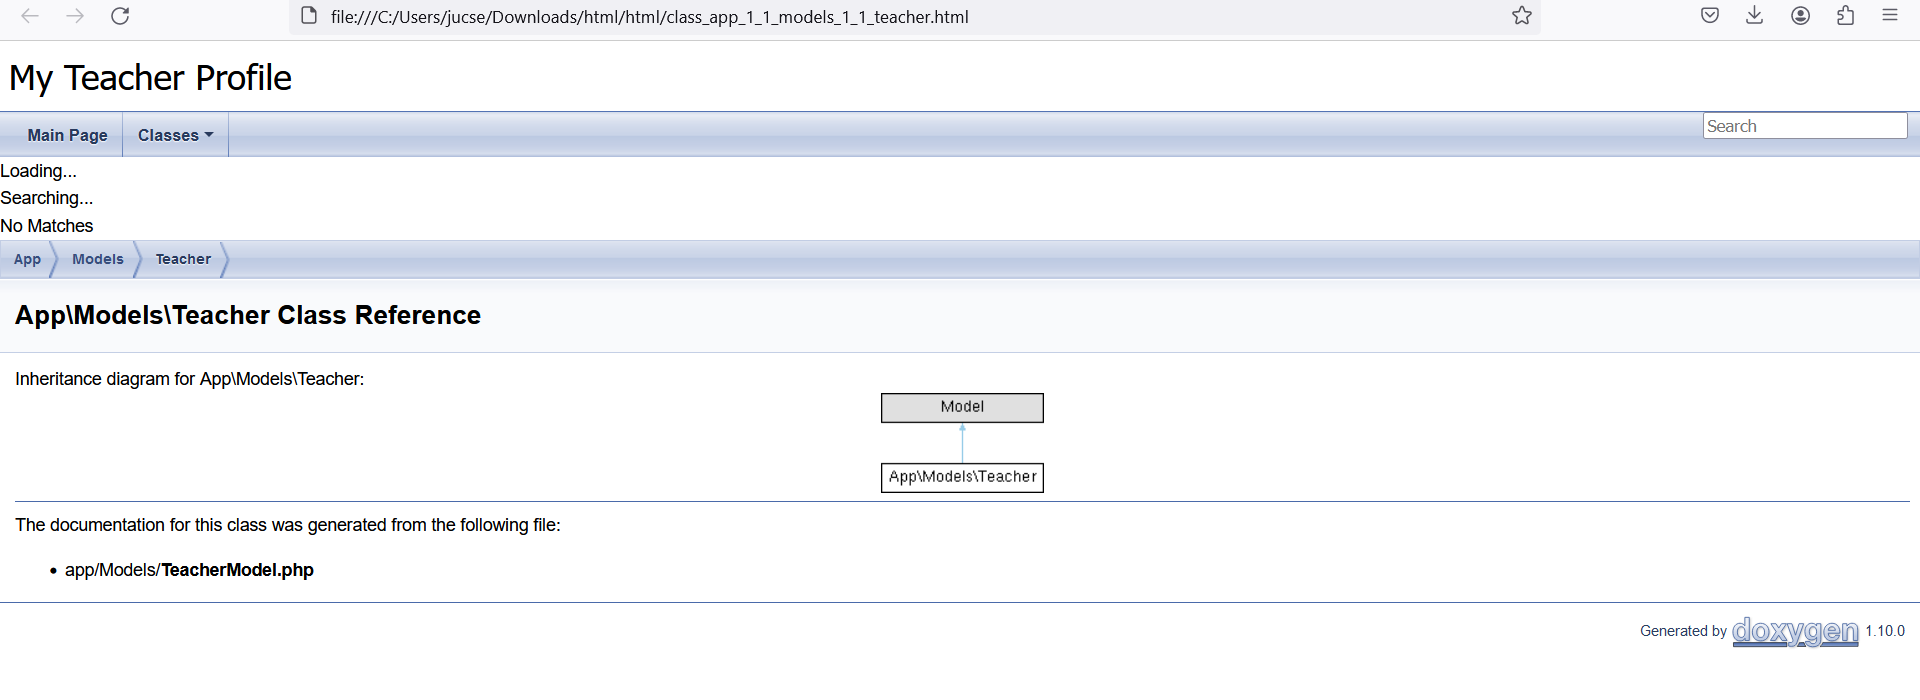 file:///C:/Users/jucse/Downloads/html/html/class_app_1_1_models_1_1_teacher.html
My Teacher Profile
Main Page Classes Search
Loading...
Searching...
No Matches
App Models Teacher
App\Models\Teacher Class Reference
Inheritance diagram for App\Models\Teacher:
Model
App\Models\Teacher
The documentation for this class was generated from the following file:
• app/Models/TeacherModel.php
Generated by doxygen 1.10.0